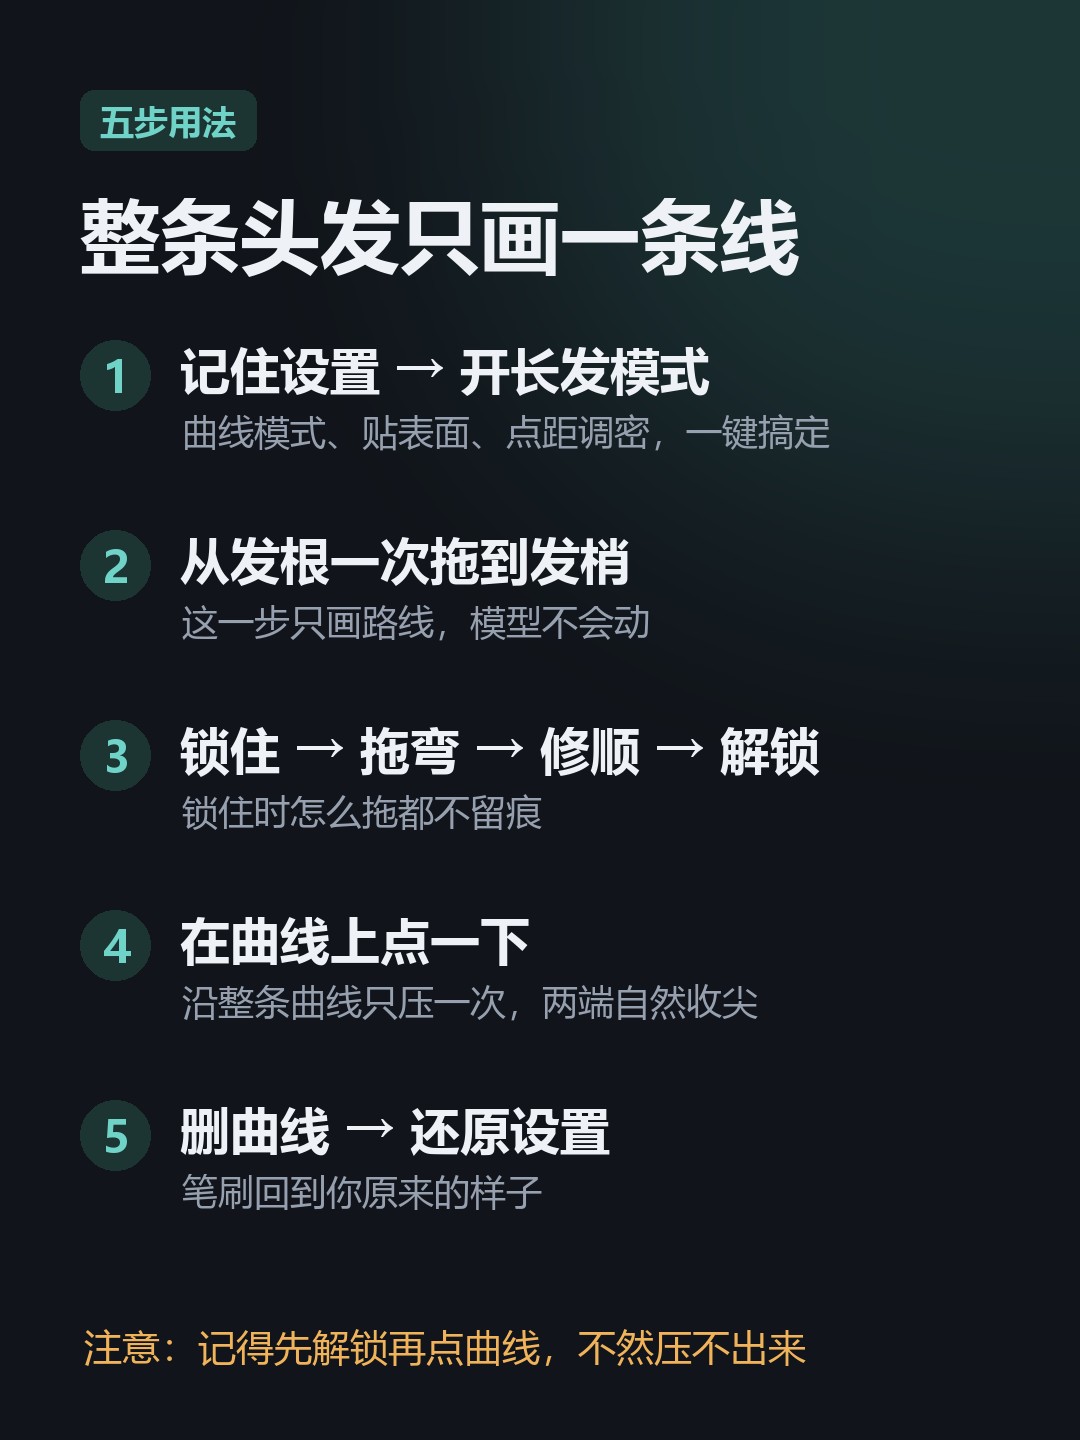 五步用法
整条头发只画一条线
1 记住设置 → 开长发模式
曲线模式、贴表面、点距调密，一键搞定
2 从发根一次拖到发梢
这一步只画路线，模型不会动
3 锁住 → 拖弯 → 修顺 → 解锁
锁住时怎么拖都不留痕
4 在曲线上点一下
沿整条曲线只压一次，两端自然收尖
5 删曲线 → 还原设置
笔刷回到你原来的样子
注意：记得先解锁再点曲线，不然压不出来